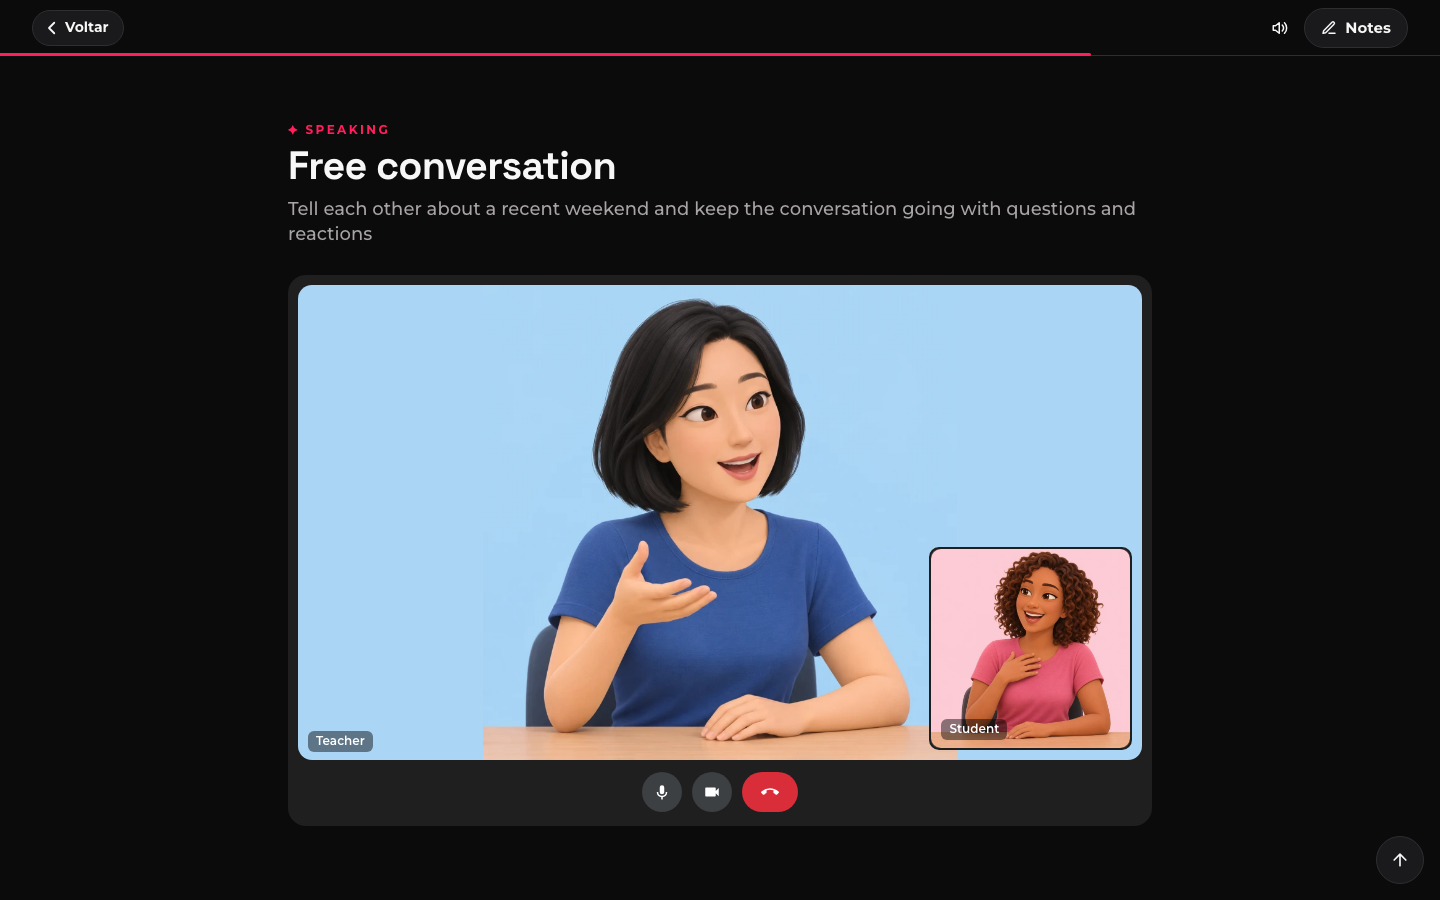 Voltar
Notes
SPEAKING
Free conversation
Tell each other about a recent weekend and keep the conversation going with questions and
reactions
Teacher
Student